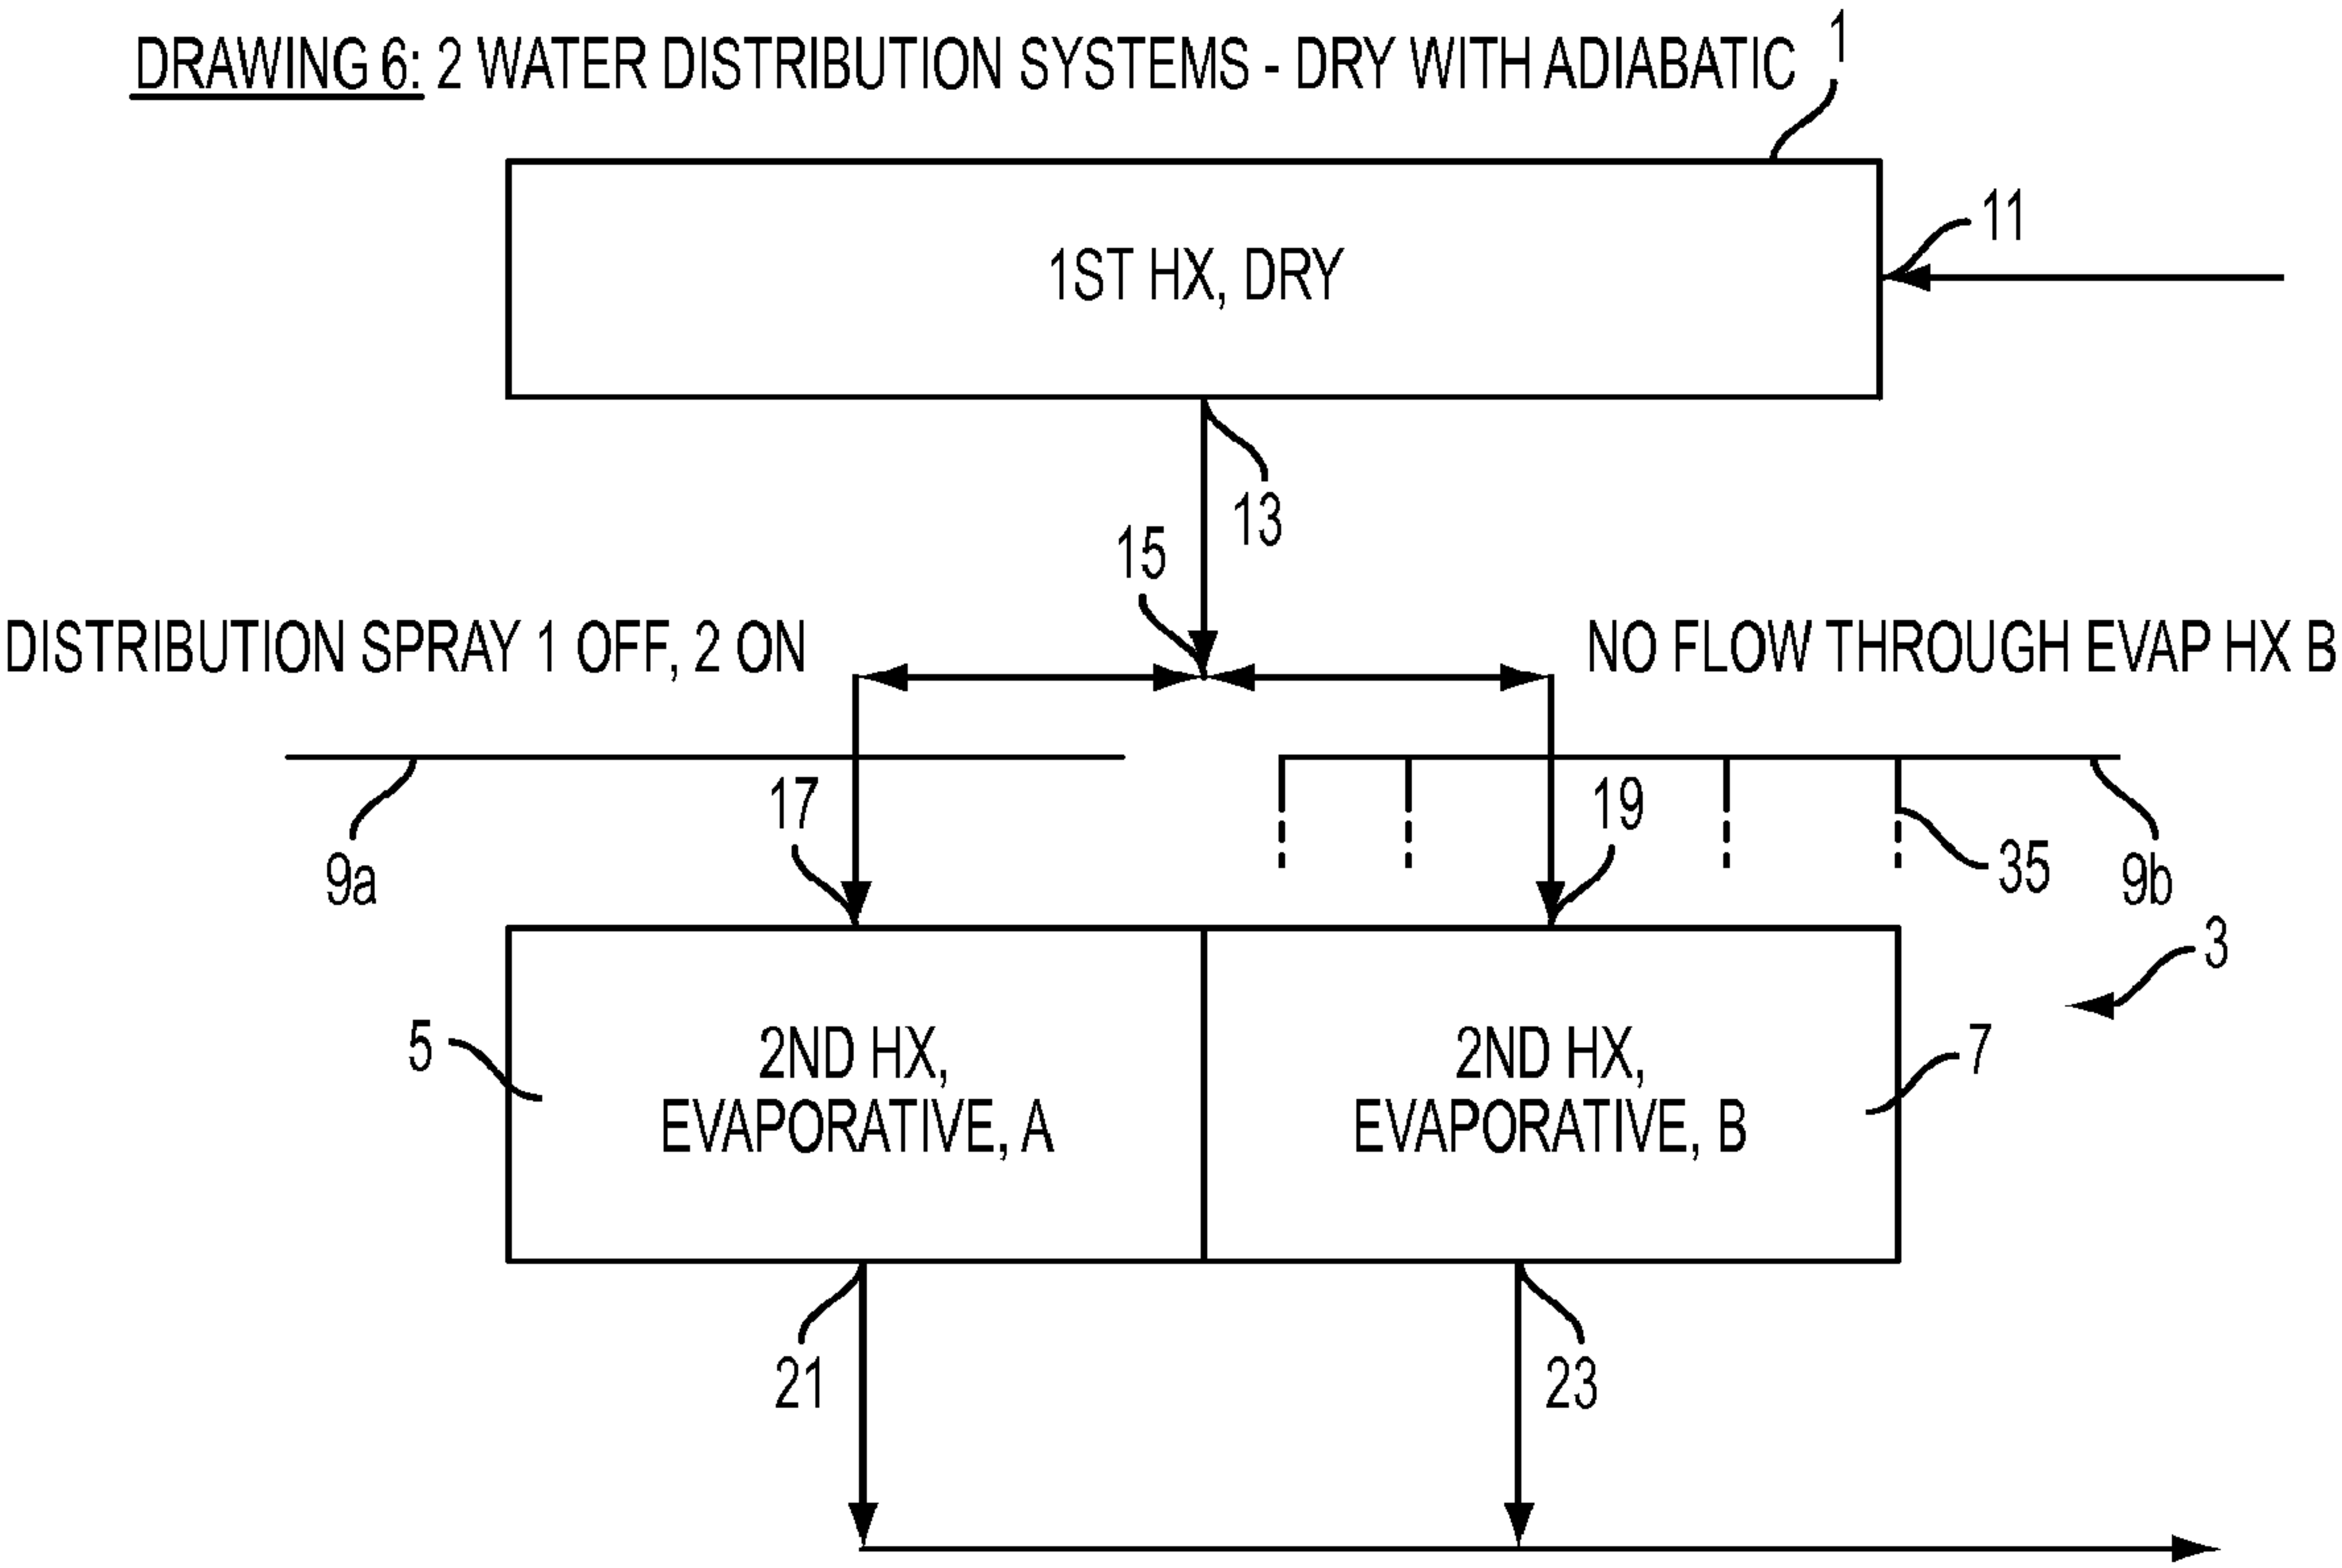 DRAWING 6: 2 WATER DISTRIBUTION SYSTEMS - DRY WITH ADIABATIC
1
1ST HX, DRY
11
13
15
DISTRIBUTION SPRAY 1 OFF, 2 ON
NO FLOW THROUGH EVAP HX B
17
19
9a
35
9b
3
5
2ND HX,
EVAPORATIVE, A
2ND HX,
EVAPORATIVE, B
7
21
23